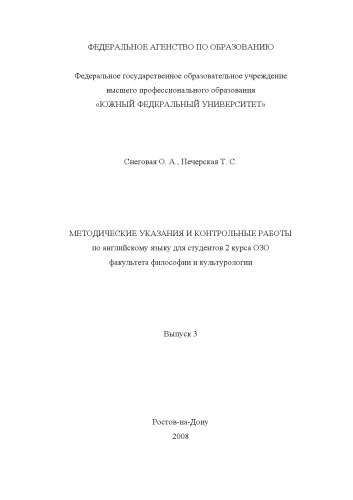 ФЕДЕРАЛЬНОЕ АГЕНСТВО ПО ОБРАЗОВАНИЮ
Федеральное государственное образовательное учреждение
высшего профессионального образования
«ЮЖНЫЙ ФЕДЕРАЛЬНЫЙ УНИВЕРСИТЕТ»
Снеговая О. А., Печерская Т. С.
МЕТОДИЧЕСКИЕ УКАЗАНИЯ И КОНТРОЛЬНЫЕ РАБОТЫ
по английскому языку для студентов 2 курса ОЗО
факультета философии и культурологии
Выпуск 3
Ростов-на-Дону
2008